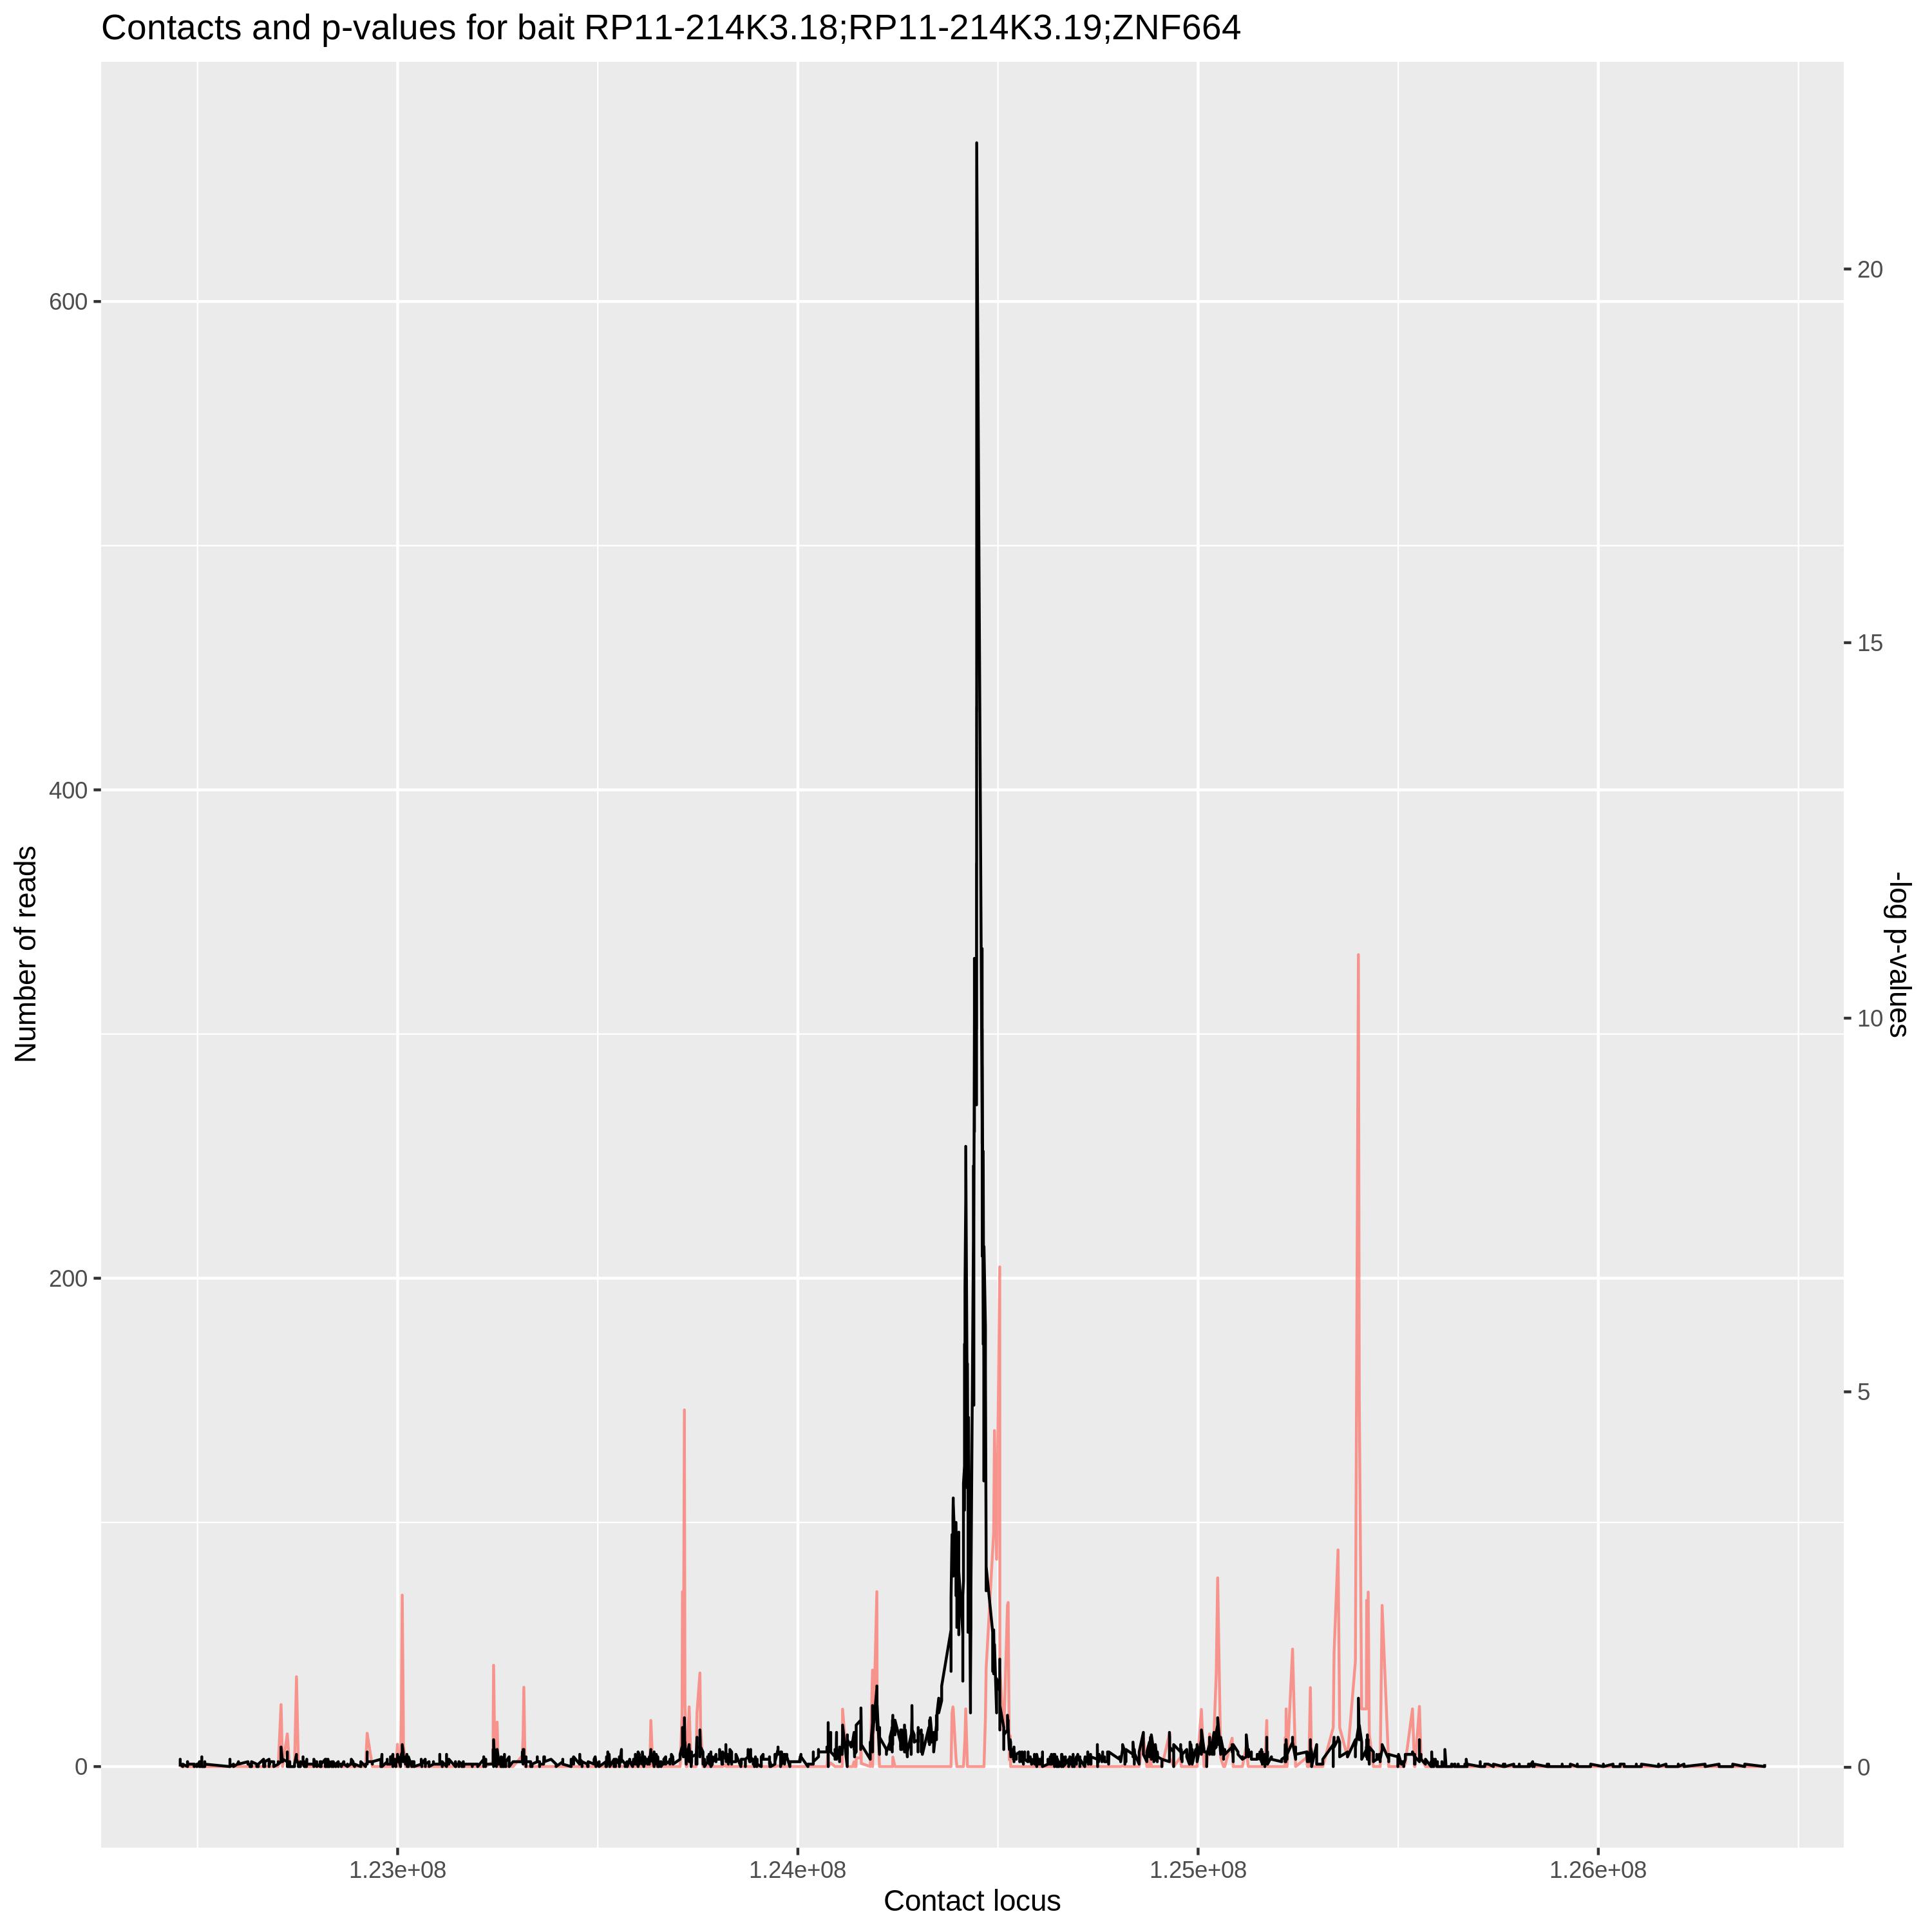 Contacts and p-values for bait RP11-214K3.18;RP11-214K3.19;ZNF664
Number of reads
600
400
200
0
20
15
10
5
0
-log p-values
1.23e+08
1.24e+08
1.25e+08
1.26e+08
Contact locus